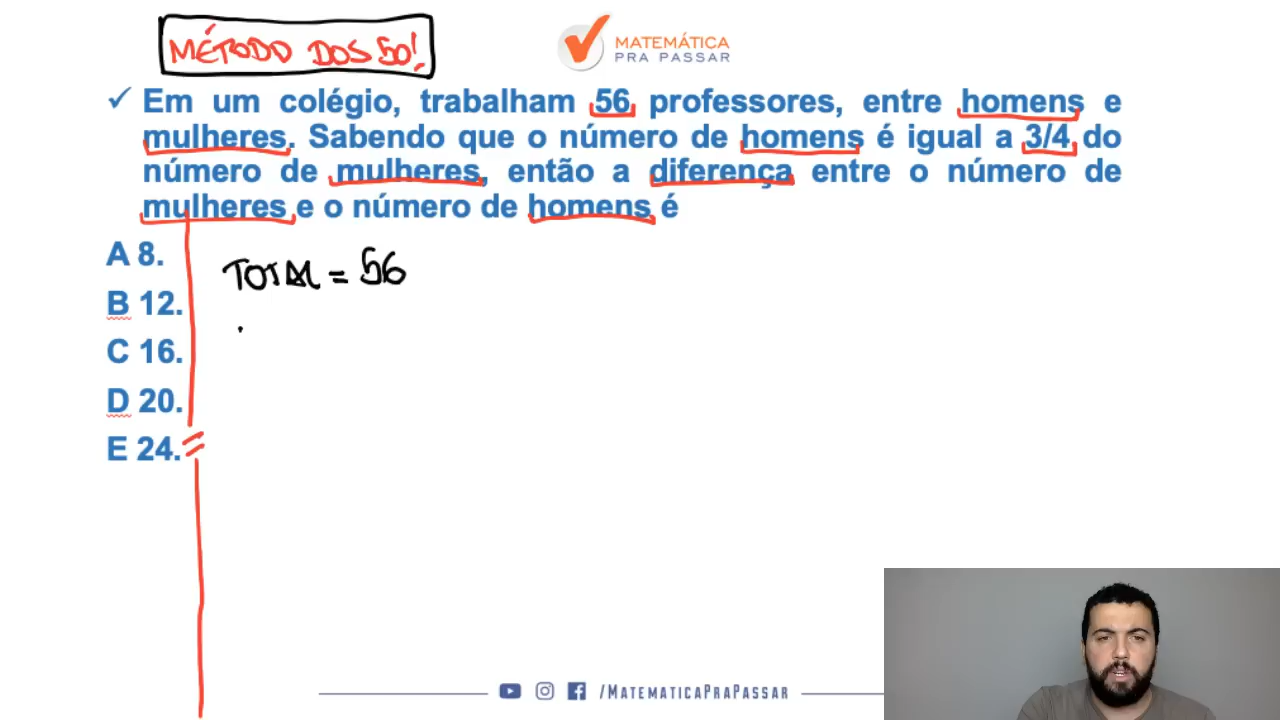 MÉTODO DOS 50!
MATEMÁTICA
PRA PASSAR
Em um colégio, trabalham 56 professores, entre homens e
mulheres. Sabendo que o número de homens é igual a 3/4 do
número de mulheres, então a diferença entre o número de
mulheres e o número de homens é
A 8.
B 12.
C 16.
D 20.
E 24.
TOTAL = 56
/MATEMATICAPRAPASSAR